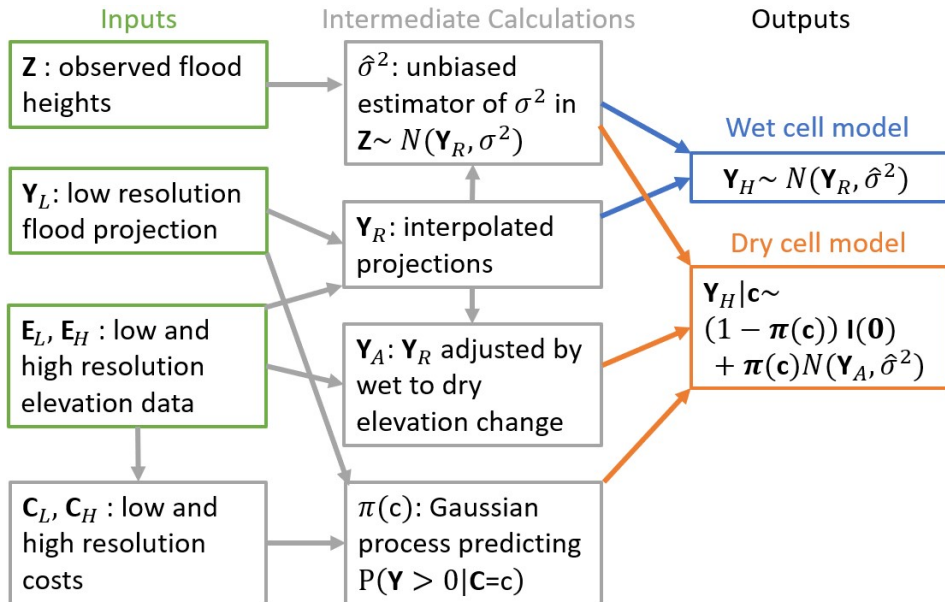 Inputs
Intermediate Calculations
Outputs
Z : observed flood
heights
σ̂²: unbiased
estimator of σ² in
Z~ N(Y_R, σ²)
Wet cell model
Y_H~ N(Y_R, σ̂²)
Y_L: low resolution
flood projection
Y_R: interpolated
projections
Dry cell model
Y_H|c~
(1 − π(c)) I(0)
+ π(c)N(Y_A, σ̂²)
E_L, E_H : low and
high resolution
elevation data
Y_A: Y_R adjusted by
wet to dry
elevation change
C_L, C_H : low and
high resolution
costs
π(c): Gaussian
process predicting
P(Y > 0|C=c)